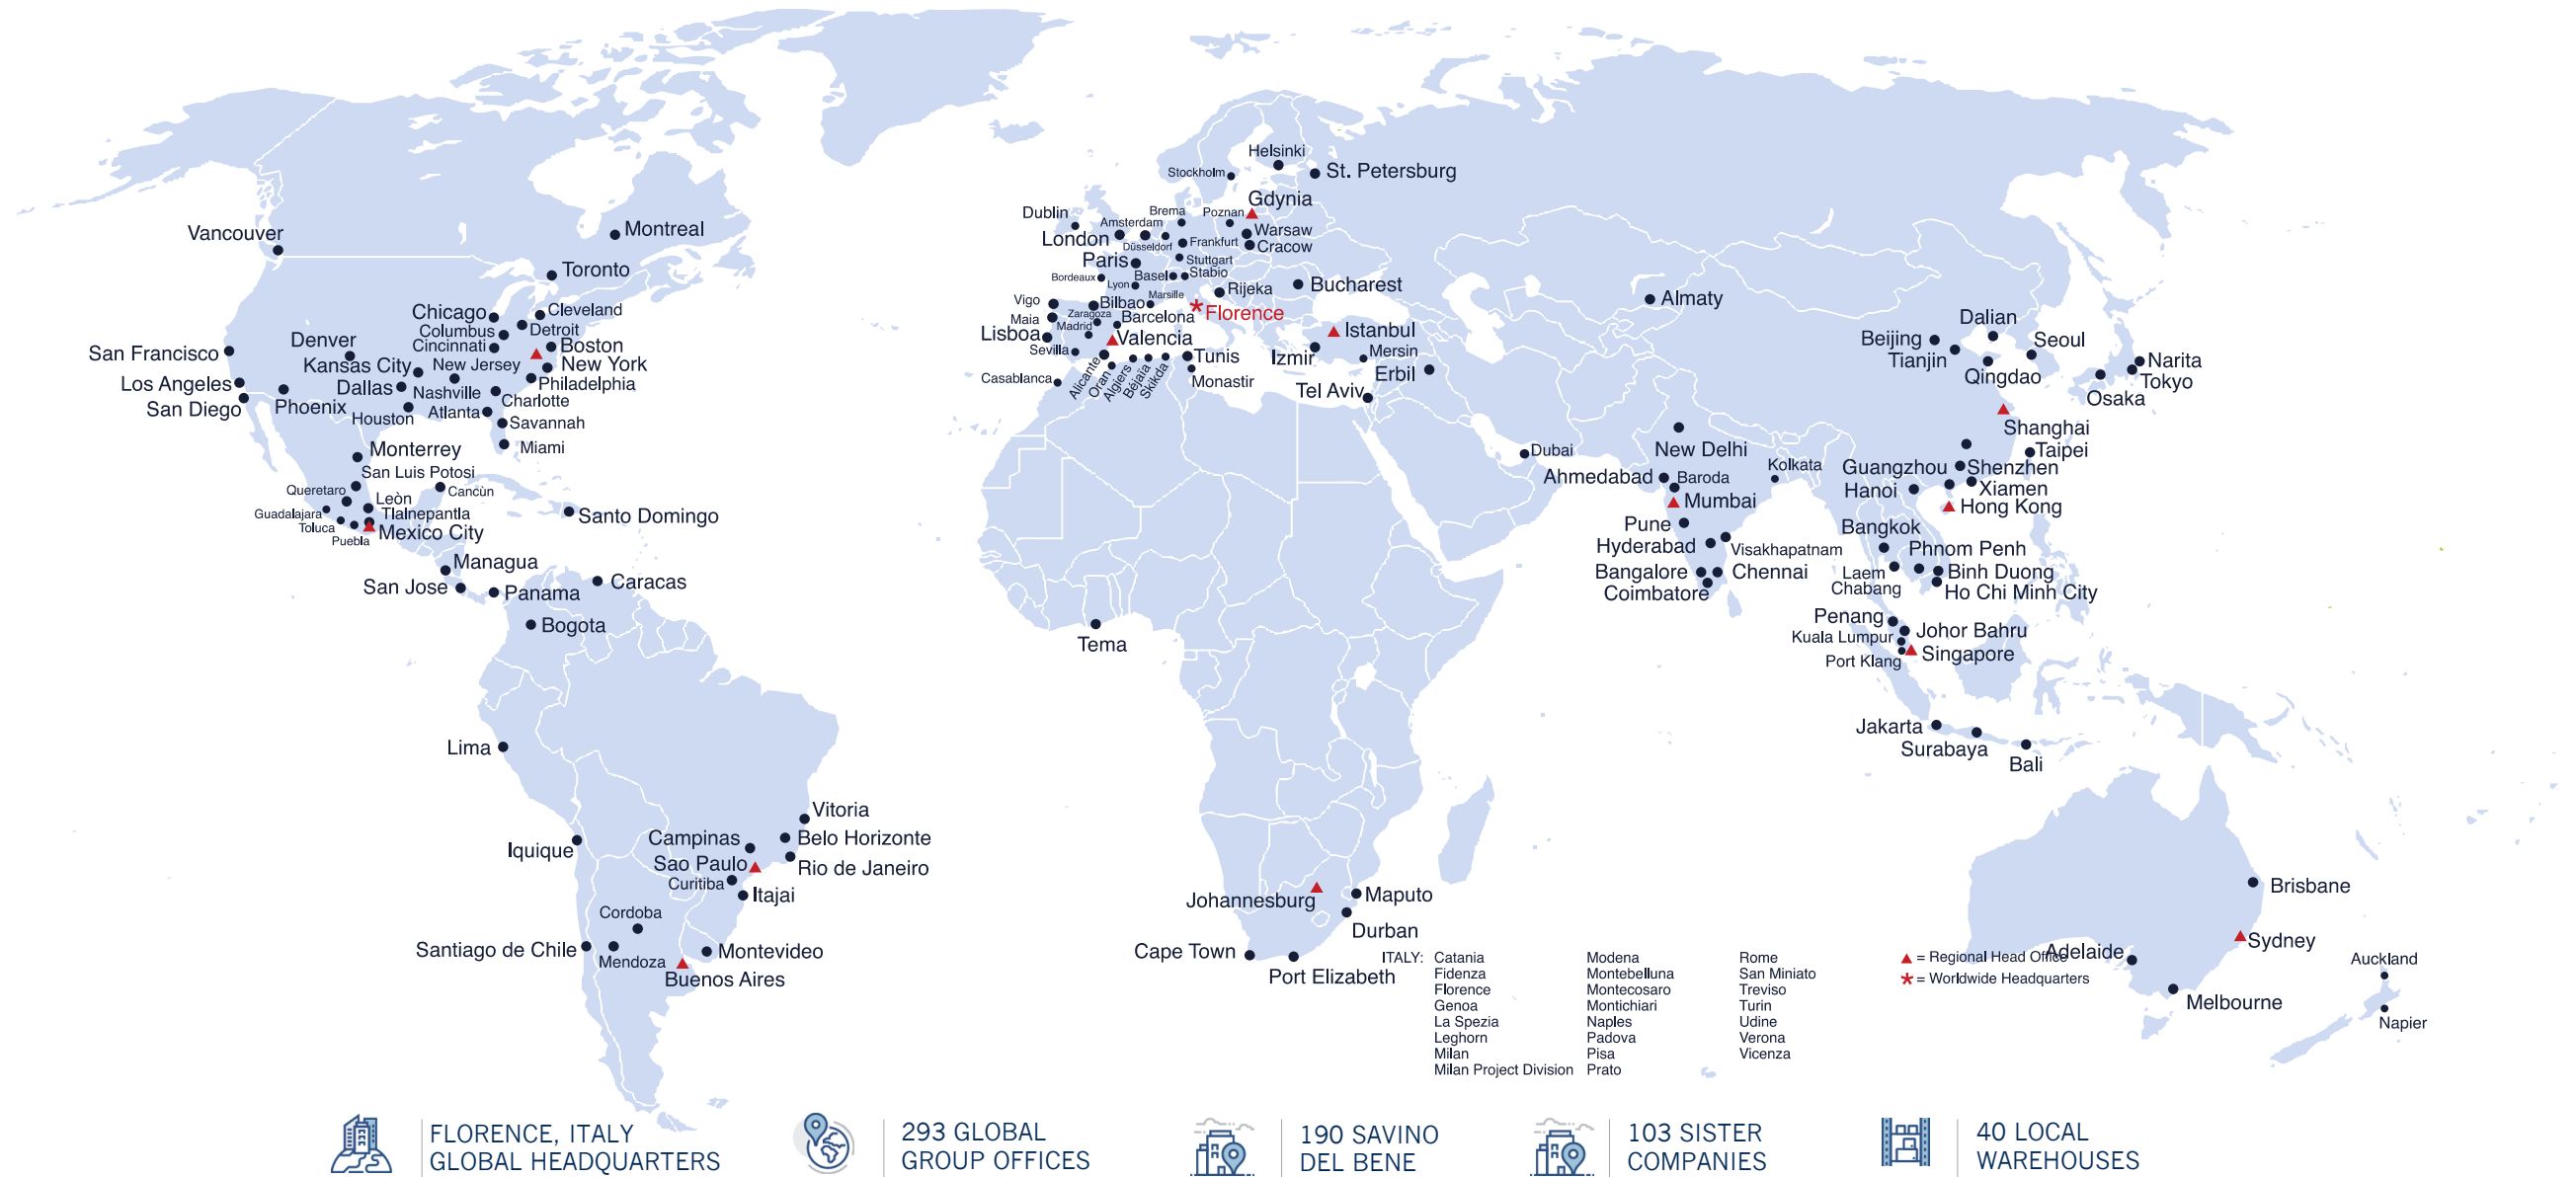 Helsinki
Stockholm
St. Petersburg
Gdynia
Dublin
Brema
Poznan
Amsterdam
Warsaw
London
Düsseldorf
Frankfurt
Cracow
Paris
Stuttgart
Bordeaux
Basel
Stabio
Lyon
Marsille
Rijeka
Bucharest
Vigo
Bilbao
Florence
Maia
Zaragoza
Barcelona
Madrid
Lisboa
Valencia
Istanbul
Sevilla
Tunis
Izmir
Mersin
Casablanca
Alicante
Oran
Algiers
Béjaïa
Skikda
Monastir
Erbil
Tel Aviv
Vancouver
Montreal
Toronto
Chicago
Cleveland
Columbus
Detroit
Cincinnati
Boston
Denver
San Francisco
Kansas City
New Jersey
New York
Los Angeles
Dallas
Nashville
Philadelphia
San Diego
Phoenix
Houston
Atlanta
Charlotte
Savannah
Miami
Monterrey
San Luis Potosi
Queretaro
Leòn
Cancùn
Guadalajara
Tlalnepantla
Toluca
Mexico City
Puebla
Santo Domingo
Managua
San Jose
Panama
Caracas
Bogota
Lima
Vitoria
Campinas
Belo Horizonte
Iquique
Sao Paulo
Rio de Janeiro
Curitiba
Itajai
Cordoba
Santiago de Chile
Mendoza
Montevideo
Buenos Aires
Tema
Johannesburg
Maputo
Durban
Cape Town
Port Elizabeth
Almaty
Dalian
Beijing
Seoul
Tianjin
Qingdao
Narita
Tokyo
Osaka
Shanghai
Taipei
Dubai
New Delhi
Kolkata
Ahmedabad
Baroda
Guangzhou
Shenzhen
Mumbai
Hanoi
Xiamen
Hong Kong
Pune
Bangkok
Hyderabad
Visakhapatnam
Phnom Penh
Bangalore
Chennai
Laem
Chabang
Binh Duong
Coimbatore
Ho Chi Minh City
Penang
Kuala Lumpur
Johor Bahru
Port Klang
Singapore
Jakarta
Surabaya
Bali
Brisbane
Sydney
Adelaide
Auckland
Melbourne
Napier
ITALY:
Catania
Fidenza
Florence
Genoa
La Spezia
Leghorn
Milan
Milan Project Division
Modena
Montebelluna
Montecosaro
Montichiari
Naples
Padova
Pisa
Prato
Rome
San Miniato
Treviso
Turin
Udine
Verona
Vicenza
▲ = Regional Head Office
* = Worldwide Headquarters
FLORENCE, ITALY
GLOBAL HEADQUARTERS
293 GLOBAL
GROUP OFFICES
190 SAVINO
DEL BENE
103 SISTER
COMPANIES
40 LOCAL
WAREHOUSES